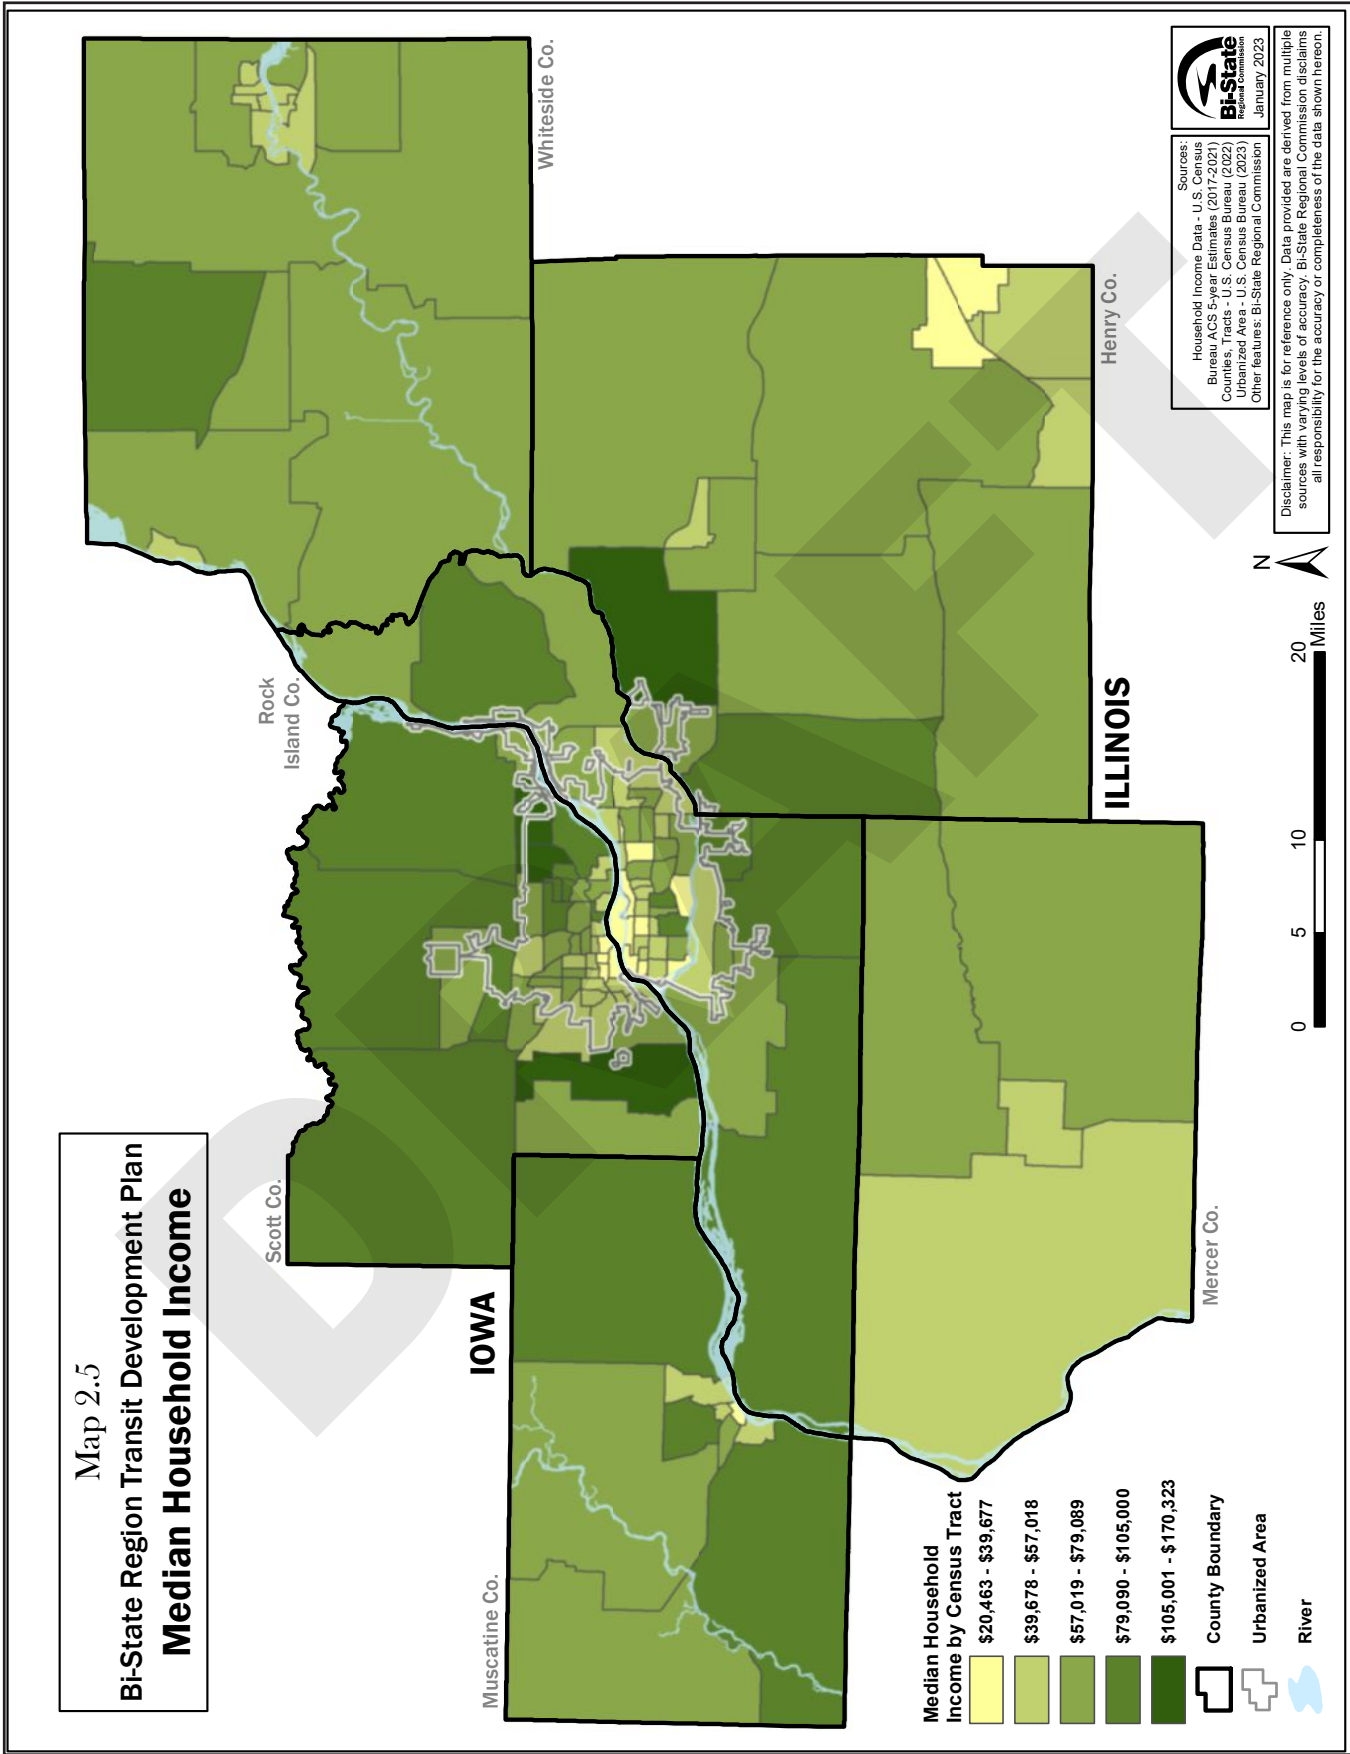 Map 2.5
Bi-State Region Transit Development Plan
Median Household Income
Muscatine Co.
Scott Co.
Rock
Island Co.
Whiteside Co.
IOWA
ILLINOIS
Mercer Co.
Henry Co.
DRAFT
Median Household
Income by Census Tract
$20,463 - $39,677
$39,678 - $57,018
$57,019 - $79,089
$79,090 - $105,000
$105,001 - $170,323
County Boundary
Urbanized Area
River
0 5 10 20
Miles
N
Sources:
Household Income Data - U.S. Census
Bureau ACS 5-year Estimates (2017-2021)
Counties, Tracts - U.S. Census Bureau (2022)
Urbanized Area - U.S. Census Bureau (2023)
Other features: Bi-State Regional Commission
Bi-State
Regional Commission
January 2023
Disclaimer: This map is for reference only. Data provided are derived from multiple
sources with varying levels of accuracy. Bi-State Regional Commission disclaims
all responsibility for the accuracy or completeness of the data shown hereon.